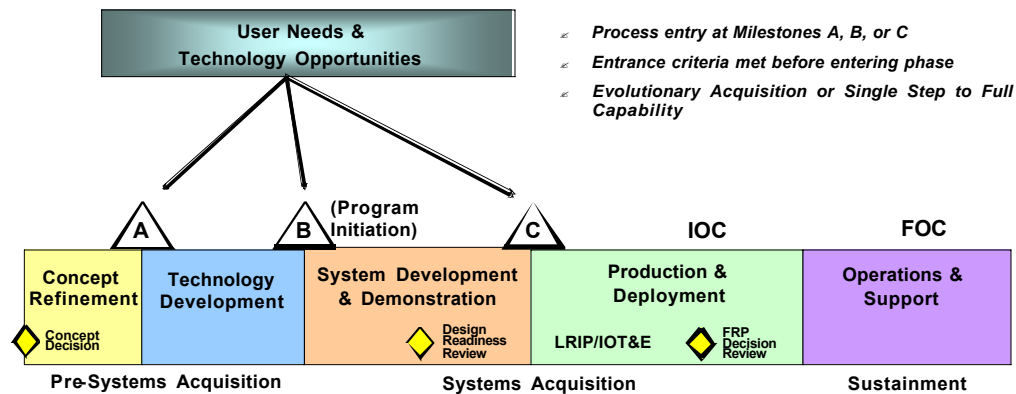 User Needs &
Technology Opportunities
Process entry at Milestones A, B, or C
Entrance criteria met before entering phase
Evolutionary Acquisition or Single Step to Full
Capability
A
B
(Program
Initiation)
C
IOC
FOC
Concept
Refinement
Technology
Development
System Development
& Demonstration
Production &
Deployment
Operations &
Support
Concept
Decision
Design
Readiness
Review
LRIP/IOT&E
FRP
Decision
Review
Pre-Systems Acquisition
Systems Acquisition
Sustainment